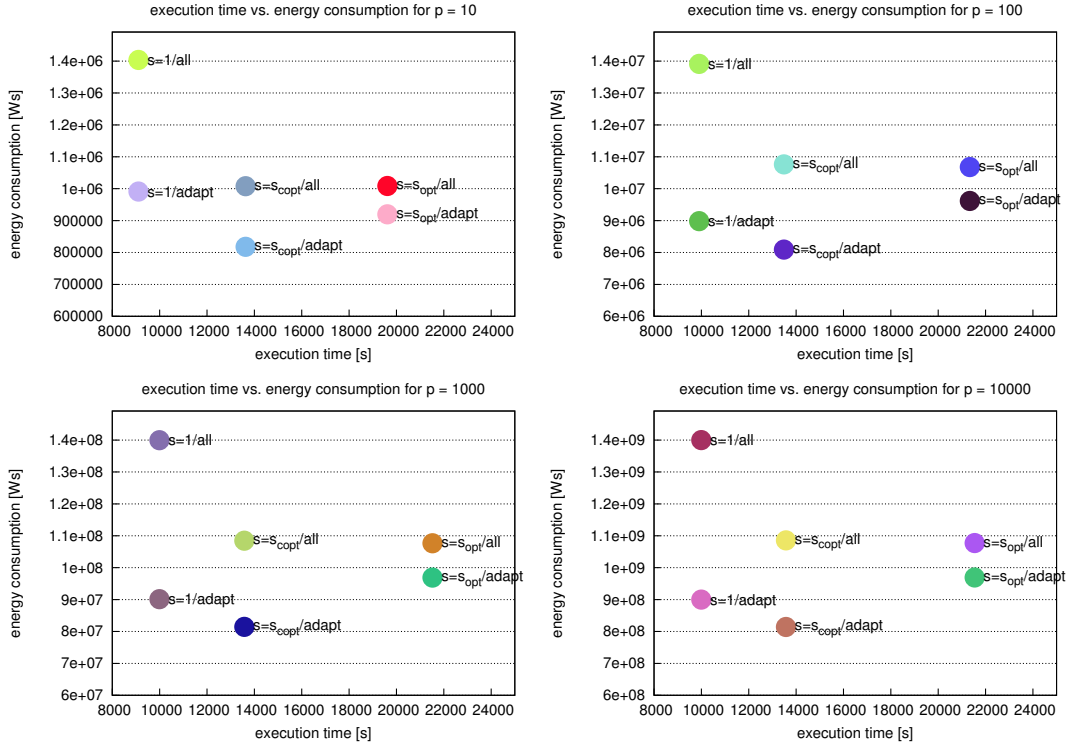 execution time vs. energy consumption for p = 10
energy consumption [Ws]
1.4e+06
1.3e+06
1.2e+06
1.1e+06
1e+06
900000
800000
700000
600000
s=1/all
s=1/adapt
s=s_copt/all
s=s_opt/all
s=s_opt/adapt
s=s_copt/adapt
8000 10000 12000 14000 16000 18000 20000 22000 24000
execution time [s]
execution time vs. energy consumption for p = 100
energy consumption [Ws]
1.4e+07
1.3e+07
1.2e+07
1.1e+07
1e+07
9e+06
8e+06
7e+06
6e+06
s=1/all
s=s_copt/all
s=s_opt/all
s=s_opt/adapt
s=1/adapt
s=s_copt/adapt
8000 10000 12000 14000 16000 18000 20000 22000 24000
execution time [s]
execution time vs. energy consumption for p = 1000
energy consumption [Ws]
1.4e+08
1.3e+08
1.2e+08
1.1e+08
1e+08
9e+07
8e+07
7e+07
6e+07
s=1/all
s=s_copt/all
s=s_opt/all
s=s_opt/adapt
s=1/adapt
s=s_copt/adapt
8000 10000 12000 14000 16000 18000 20000 22000 24000
execution time [s]
execution time vs. energy consumption for p = 10000
energy consumption [Ws]
1.4e+09
1.3e+09
1.2e+09
1.1e+09
1e+09
9e+08
8e+08
7e+08
6e+08
s=1/all
s=s_copt/all
s=s_opt/all
s=s_opt/adapt
s=1/adapt
s=s_copt/adapt
8000 10000 12000 14000 16000 18000 20000 22000 24000
execution time [s]